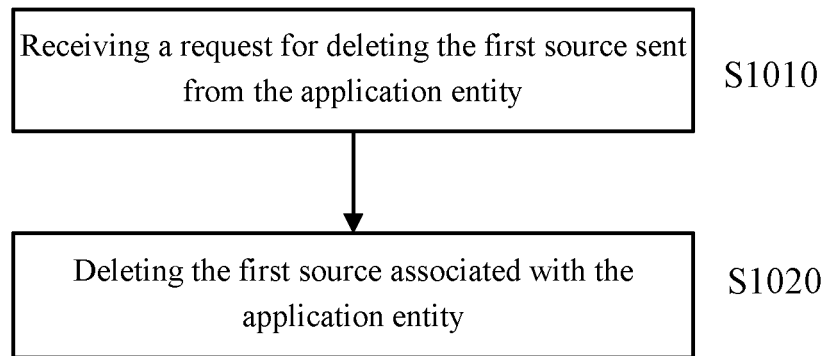 Receiving a request for deleting the first source sent
from the application entity
S1010
Deleting the first source associated with the
application entity
S1020